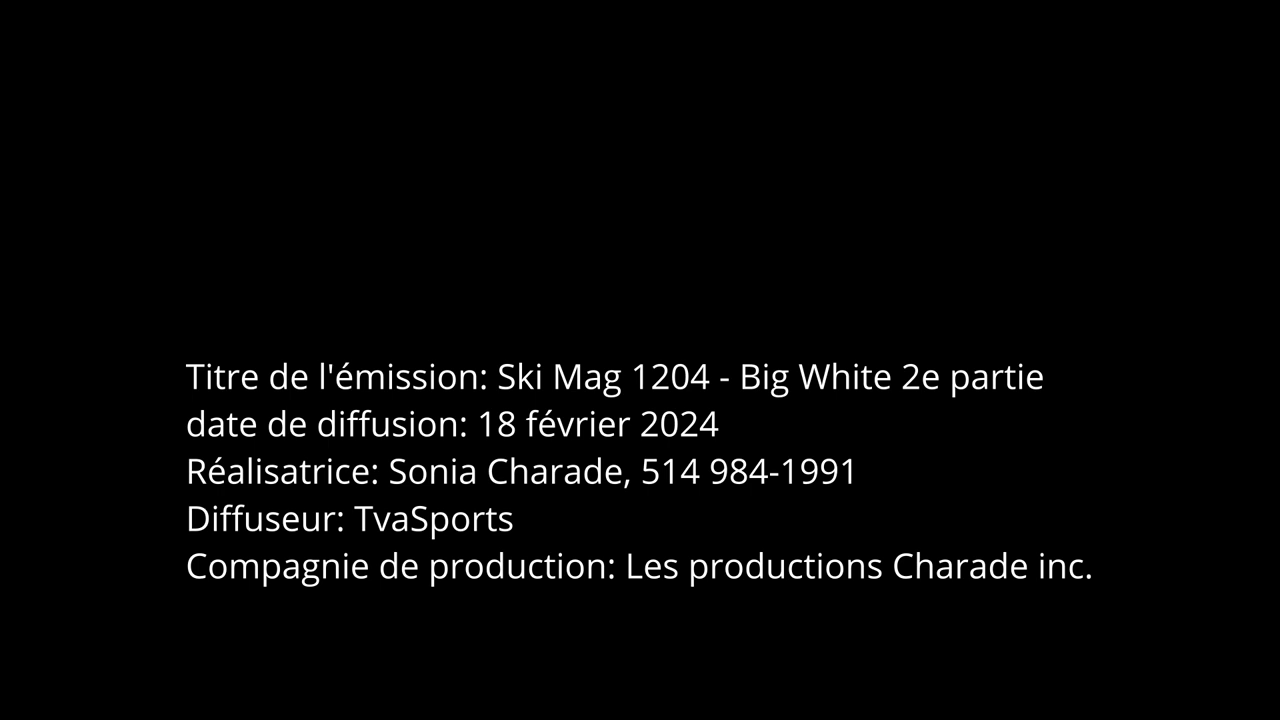 Titre de l'émission: Ski Mag 1204 - Big White 2e partie
date de diffusion: 18 février 2024
Réalisatrice: Sonia Charade, 514 984-1991
Diffuseur: TvaSports
Compagnie de production: Les productions Charade inc.